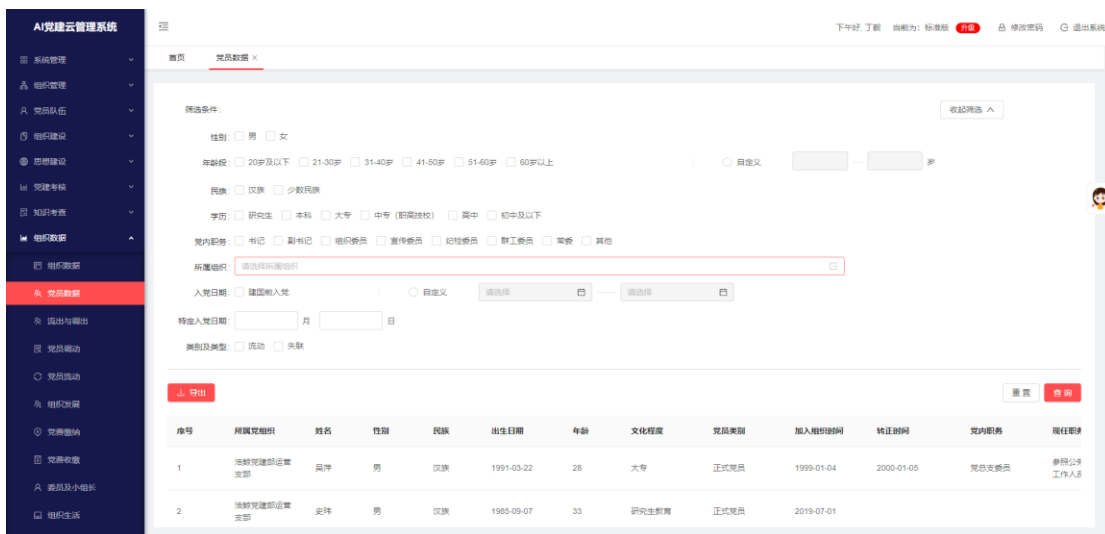 AI党建云管理系统
下午好, 丁毅 当前为: 标准版 升级 修改密码 退出系统
系统管理
组织管理
党员队伍
组织建设
思想建设
党建考核
知识考查
组织数据
组织数据
党员数据
流出与调出
党员调动
党员流动
组织发展
党费缴纳
党费收缴
委员及小组长
组织生活
首页 党员数据 ×
筛选条件: 收起筛选
性别: 男 女
年龄段: 20岁及以下 21-30岁 31-40岁 41-50岁 51-60岁 60岁以上 自定义 — 岁
民族: 汉族 少数民族
学历: 研究生 本科 大专 中专（职高技校） 高中 初中及以下
党内职务: 书记 副书记 组织委员 宣传委员 纪检委员 群工委员 常委 其他
所属组织: 请选择所属组织
入党日期: 建国前入党 自定义 请选择 — 请选择
特定入党日期: 月 日
类别及类型: 流动 失联
导出 重置 查询
序号 所属党组织 姓名 性别 民族 出生日期 年龄 文化程度 党员类别 加入组织时间 转正时间 党内职务 现任职务
1 浩鲸党建部运营支部 吴萍 男 汉族 1991-03-22 28 大专 正式党员 1999-01-04 2000-01-05 党总支委员 参照公务 工作人员
2 浩鲸党建部运营支部 史玮 男 汉族 1985-09-07 33 研究生教育 正式党员 2019-07-01